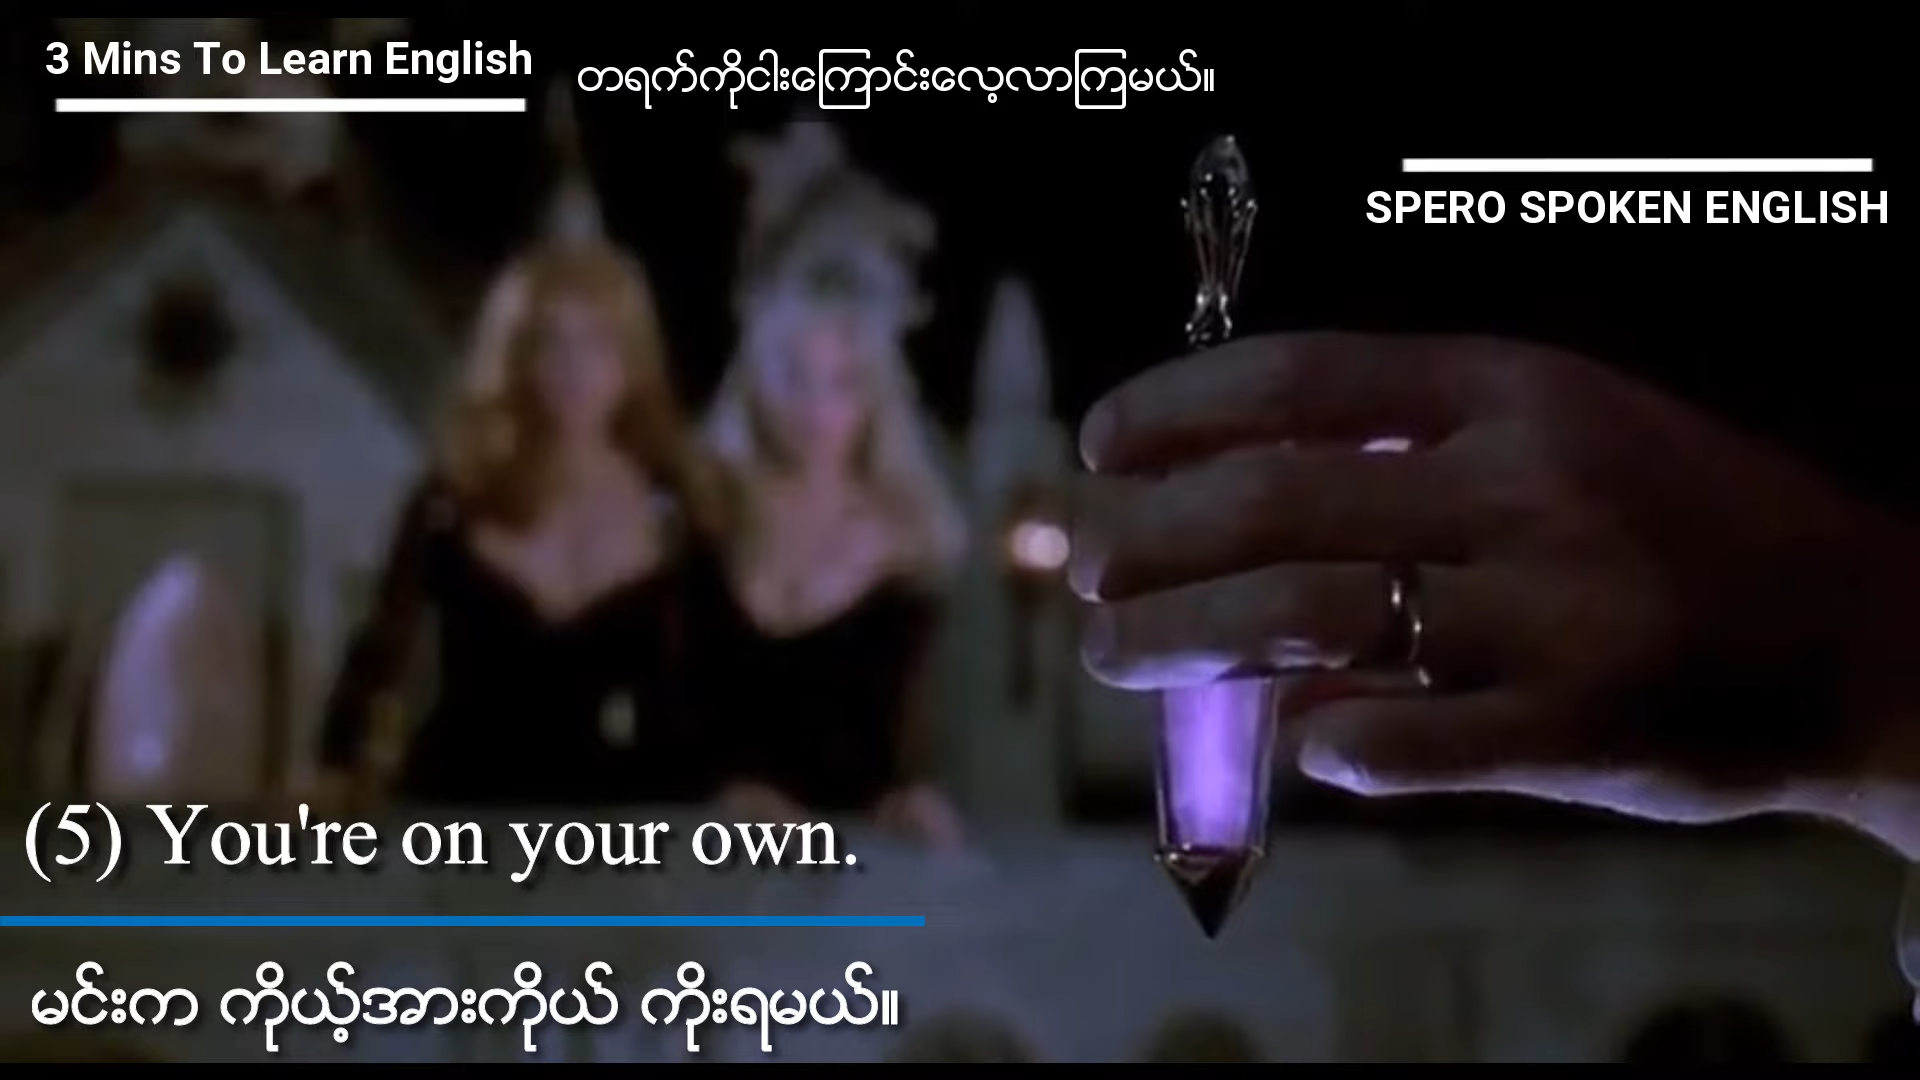 3 Mins To Learn English
တရက်ကိုငါးကြောင်းလေ့လာကြမယ်။
SPERO SPOKEN ENGLISH
(5) You're on your own.
မင်းက ကိုယ့်အားကိုယ် ကိုးရမယ်။